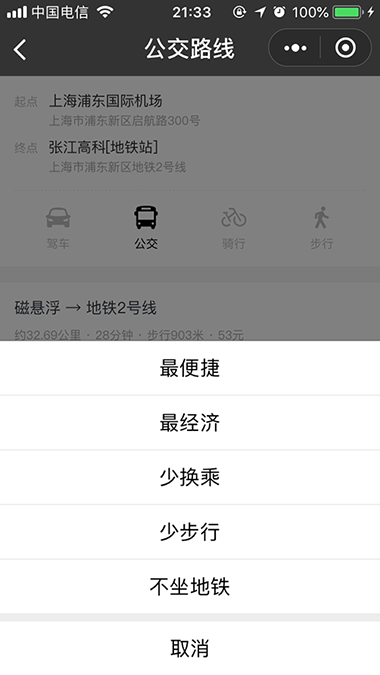 中国电信 21:33 100%
公交路线
起点 上海浦东国际机场
上海市浦东新区启航路300号
终点 张江高科[地铁站]
上海市浦东新区地铁2号线
驾车 公交 骑行 步行
磁悬浮 → 地铁2号线
约32.69公里 · 28分钟 · 步行903米 · 53元
最便捷
最经济
少换乘
少步行
不坐地铁
取消